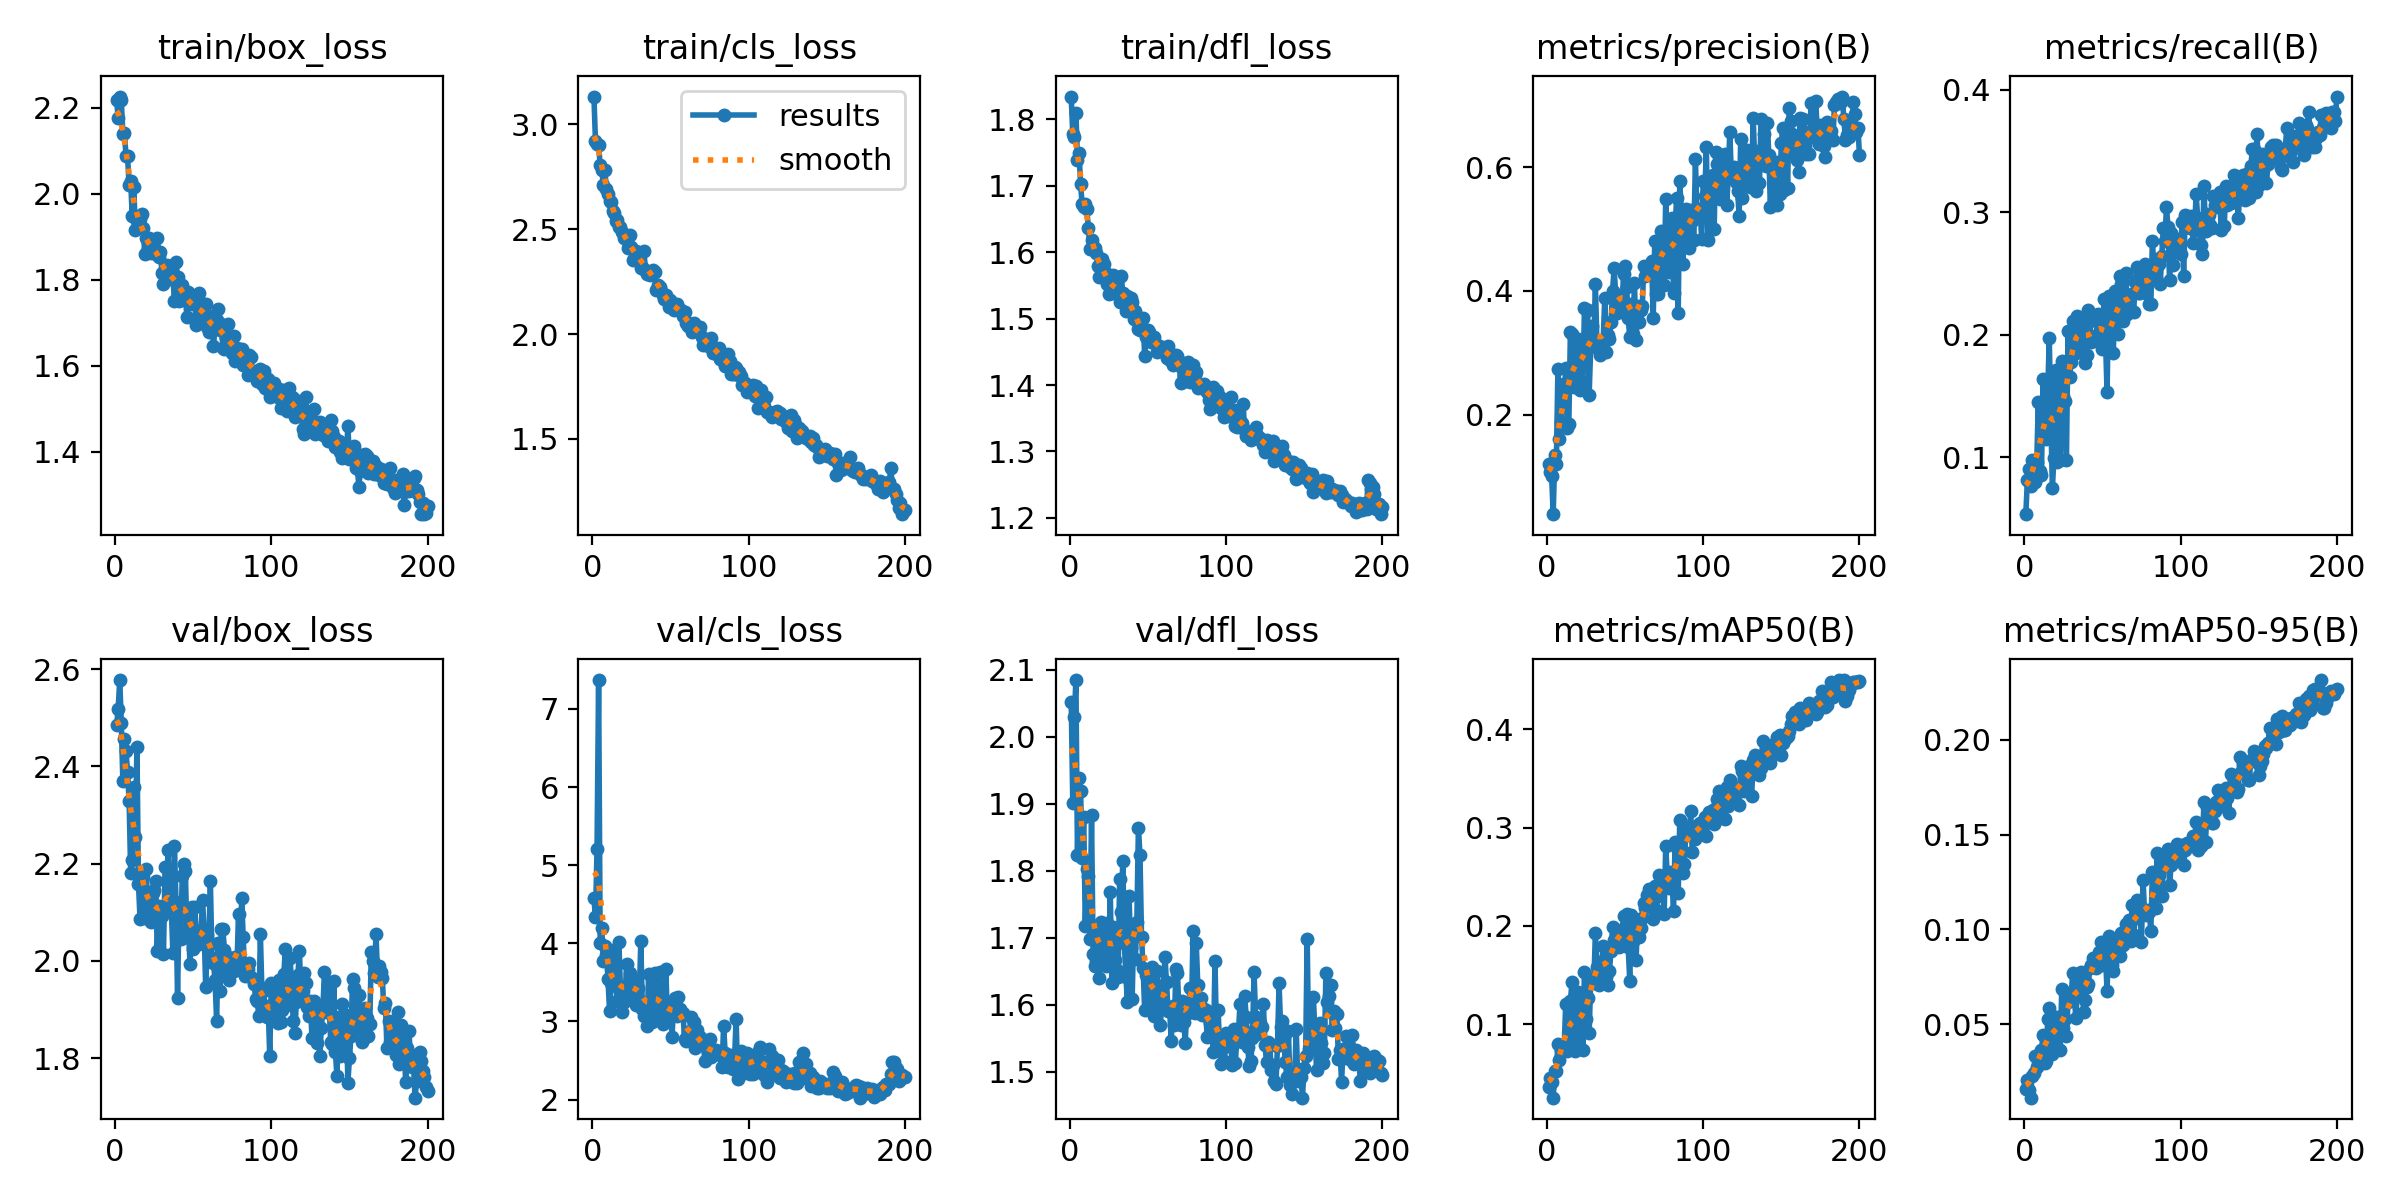 train/box_loss
2.2
2.0
1.8
1.6
1.4
0 100 200
train/cls_loss
results
smooth
3.0
2.5
2.0
1.5
0 100 200
train/dfl_loss
1.8
1.7
1.6
1.5
1.4
1.3
1.2
0 100 200
metrics/precision(B)
0.6
0.4
0.2
0 100 200
metrics/recall(B)
0.4
0.3
0.2
0.1
0 100 200
val/box_loss
2.6
2.4
2.2
2.0
1.8
0 100 200
val/cls_loss
7
6
5
4
3
2
0 100 200
val/dfl_loss
2.1
2.0
1.9
1.8
1.7
1.6
1.5
0 100 200
metrics/mAP50(B)
0.4
0.3
0.2
0.1
0 100 200
metrics/mAP50-95(B)
0.20
0.15
0.10
0.05
0 100 200